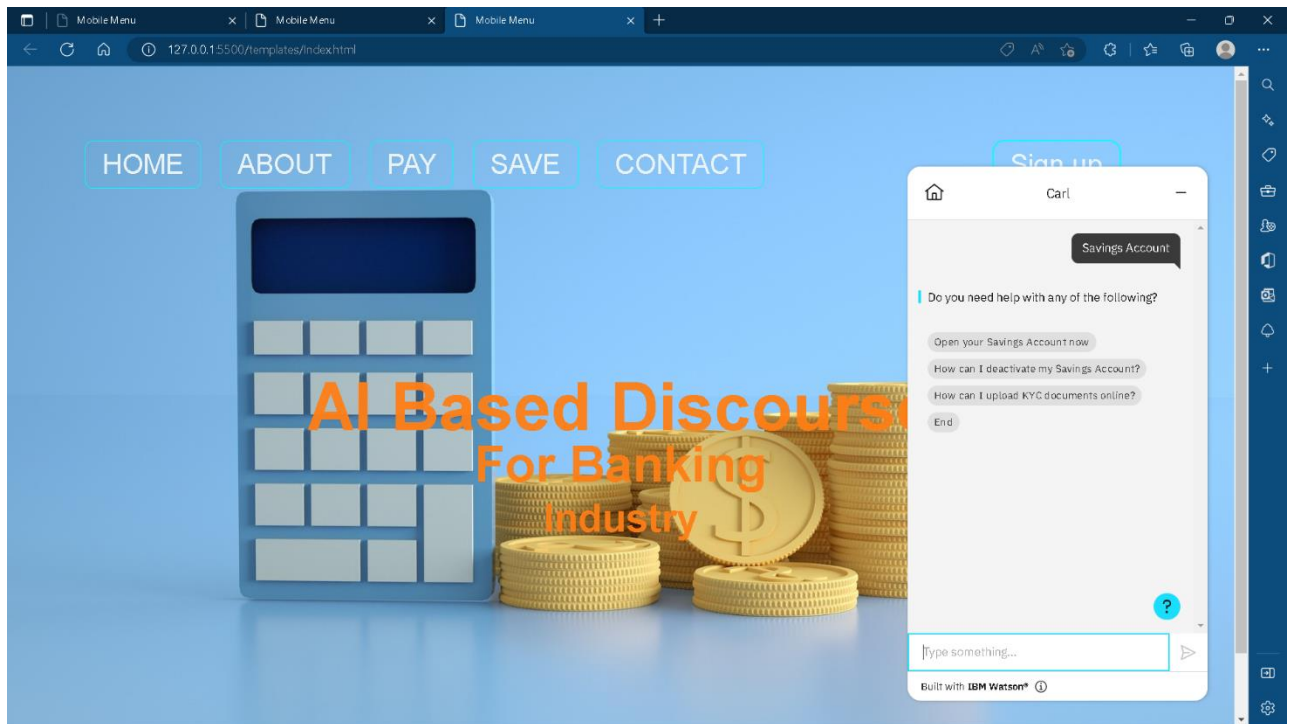 Mobile Menu
Mobile Menu
Mobile Menu
127.0.0.1:5500/templates/Index.html
HOME
ABOUT
PAY
SAVE
CONTACT
Sign up
AI Based Discourse
For Banking
Industry
Carl
Savings Account
Do you need help with any of the following?
Open your Savings Account now
How can I deactivate my Savings Account?
How can I upload KYC documents online?
End
?
Type something...
Built with IBM Watson®